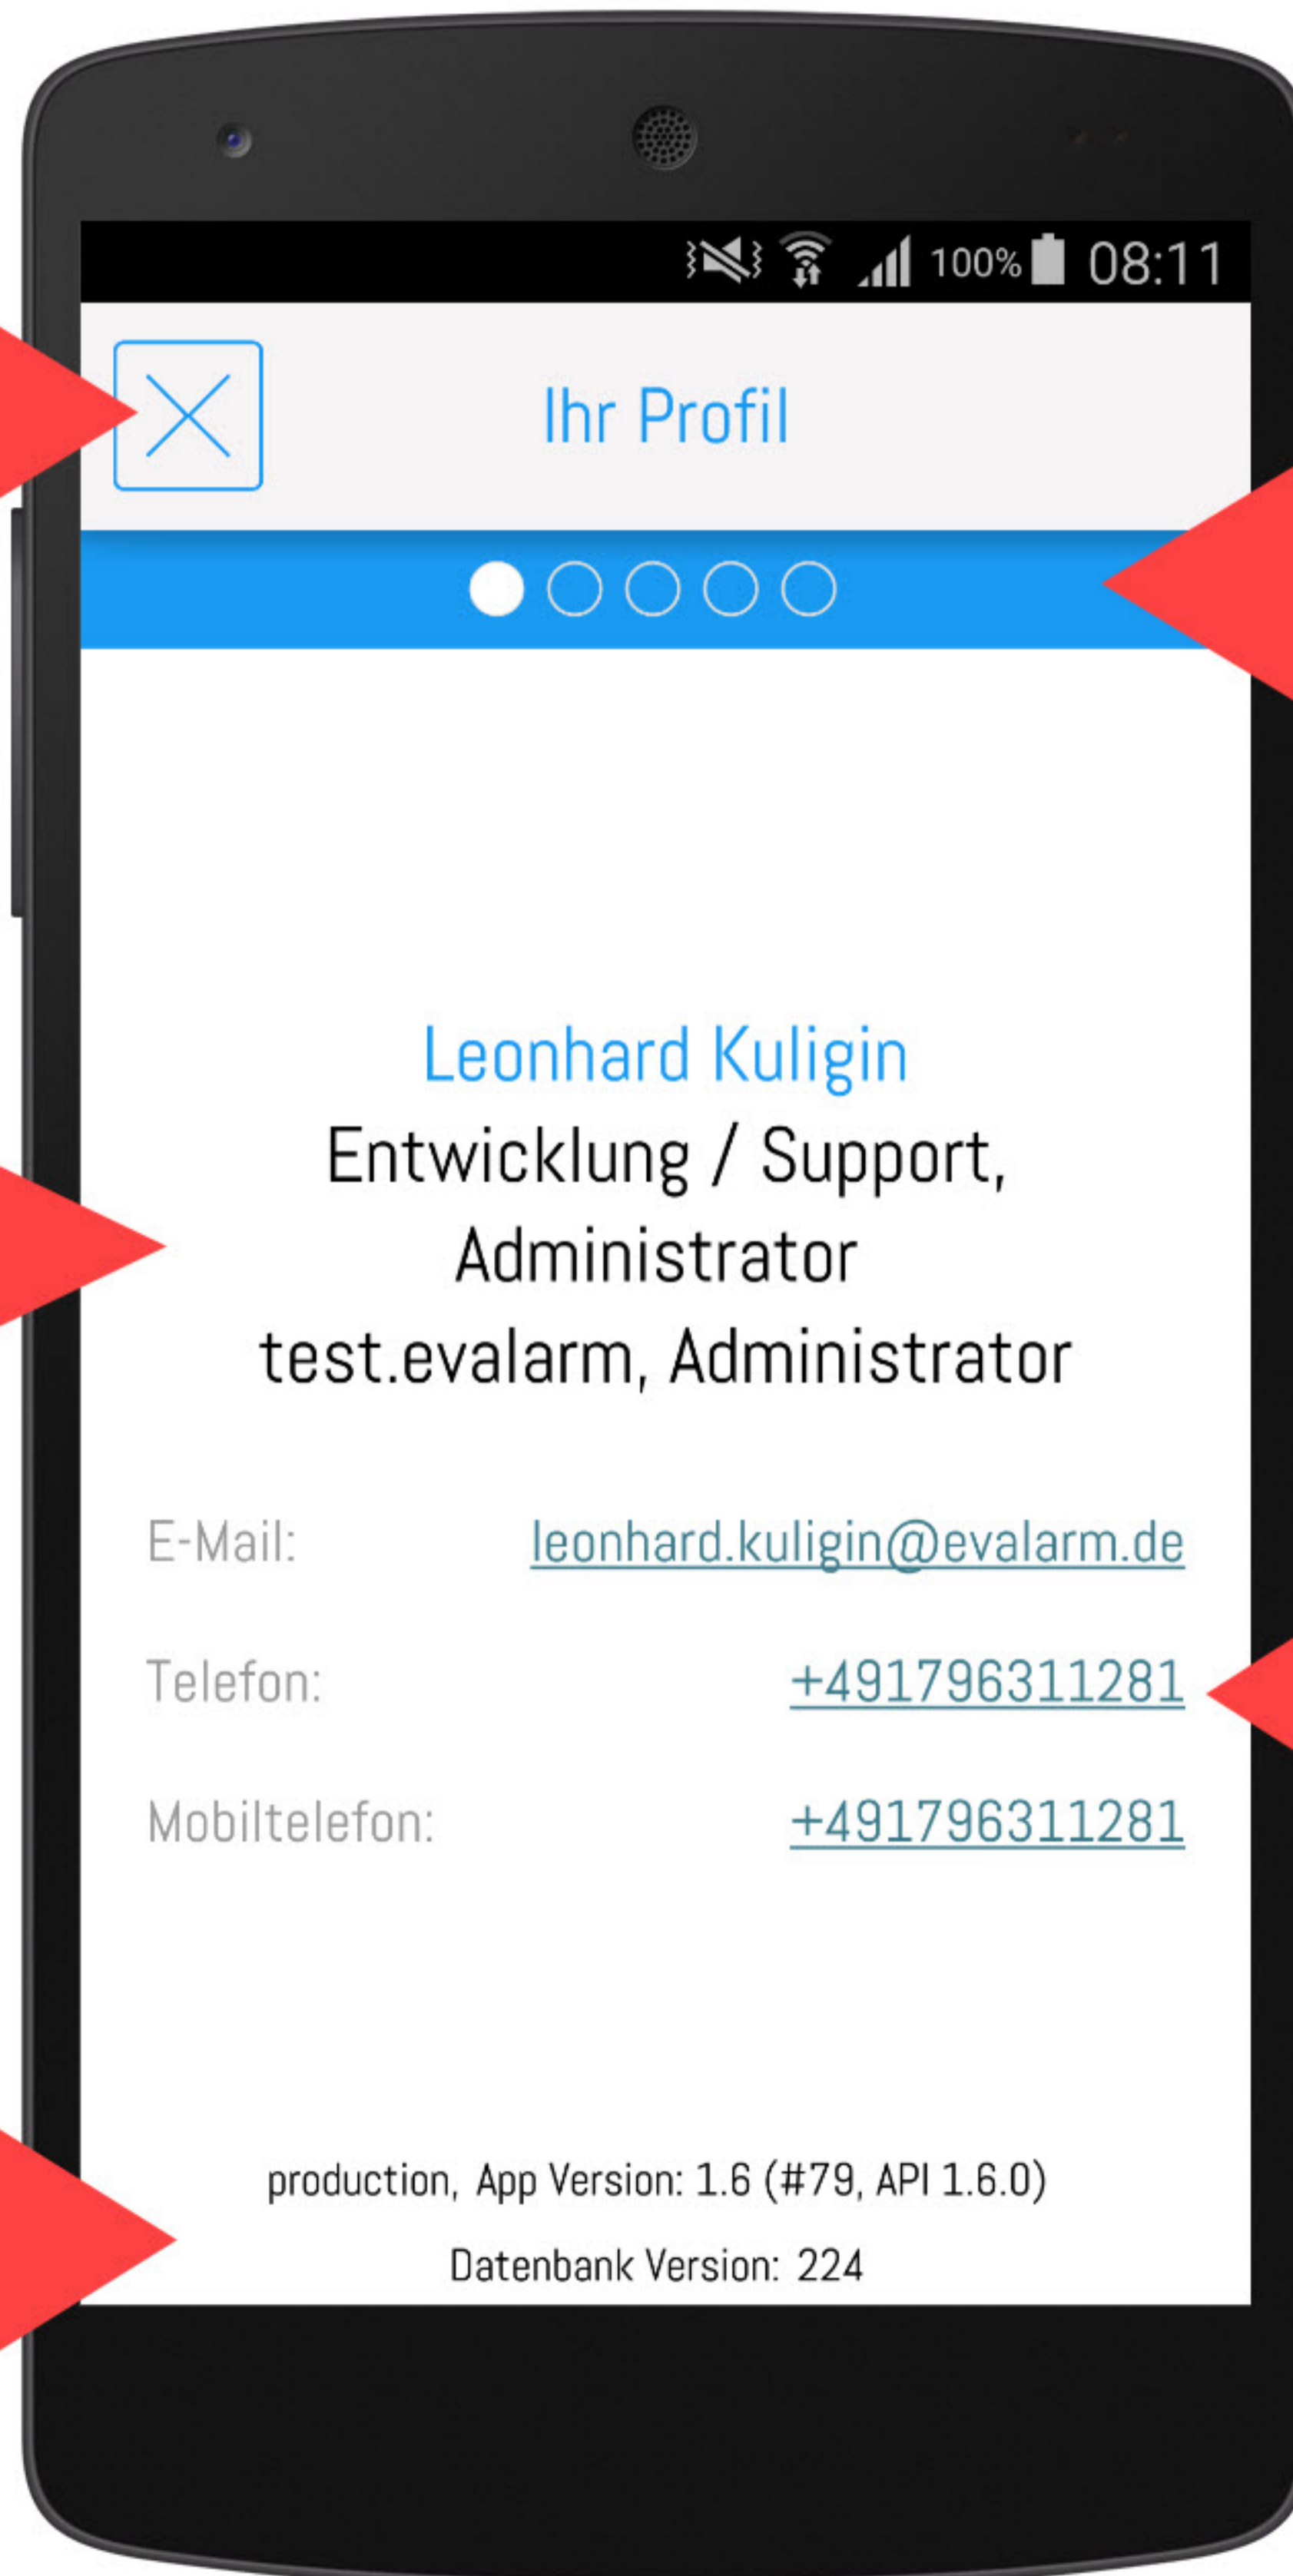 100% 08:11
Ihr Profil
Leonhard Kuligin
Entwicklung / Support,
Administrator
test.evalarm, Administrator
E-Mail: leonhard.kuligin@evalarm.de
Telefon: +491796311281
Mobiltelefon: +491796311281
production, App Version: 1.6 (#79, API 1.6.0)
Datenbank Version: 224